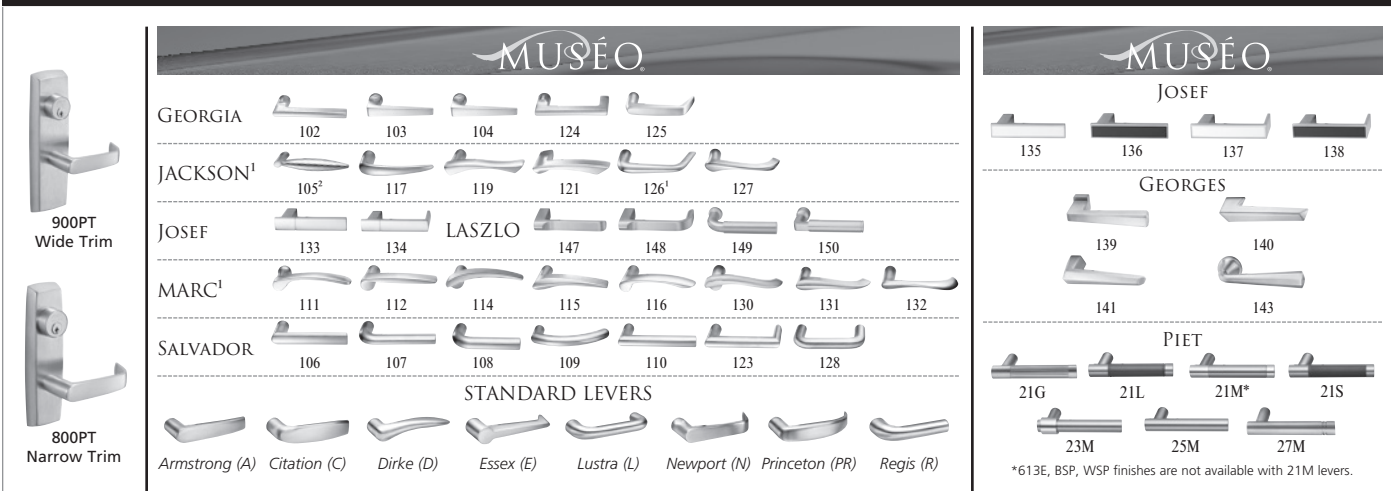 900PT
Wide Trim
800PT
Narrow Trim
MUSÉO®
GEORGIA
102 103 104 124 125
JACKSON¹
105² 117 119 121 126¹ 127
JOSEF
133 134
LASZLO
147 148 149 150
MARC¹
111 112 114 115 116 130 131 132
SALVADOR
106 107 108 109 110 123 128
STANDARD LEVERS
Armstrong (A) Citation (C) Dirke (D) Essex (E) Lustra (L) Newport (N) Princeton (PR) Regis (R)
MUSÉO®
JOSEF
135 136 137 138
GEORGES
139 140
141 143
PIET
21G 21L 21M* 21S
23M 25M 27M
*613E, BSP, WSP finishes are not available with 21M levers.